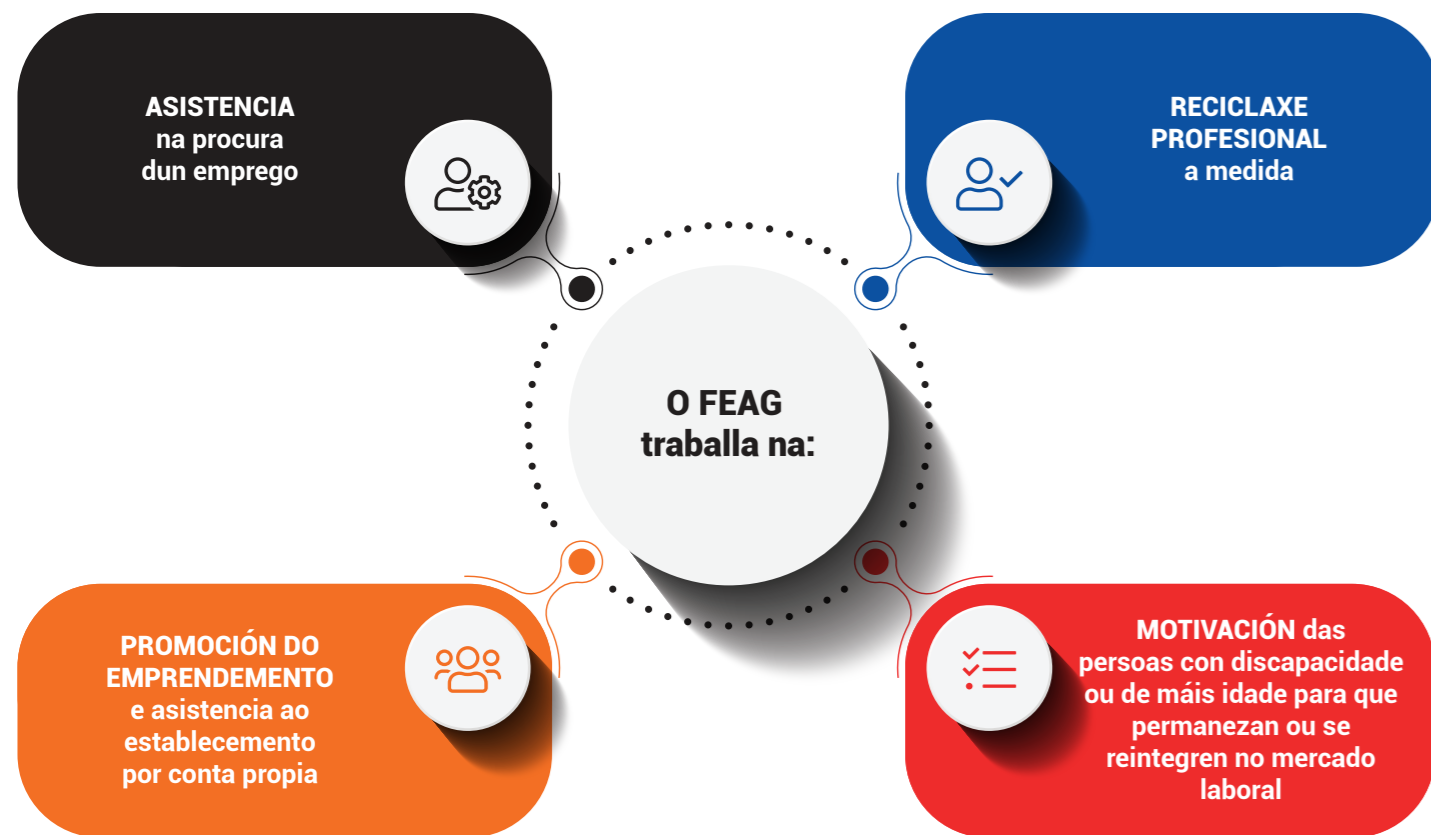 ASISTENCIA
na procura
dun emprego
RECICLAXE
PROFESIONAL
a medida
O FEAG
traballa na:
PROMOCIÓN DO
EMPRENDEMENTO
e asistencia ao
establecemento
por conta propia
MOTIVACIÓN das
persoas con discapacidade
ou de máis idade para que
permanezan ou se
reintegren no mercado
laboral